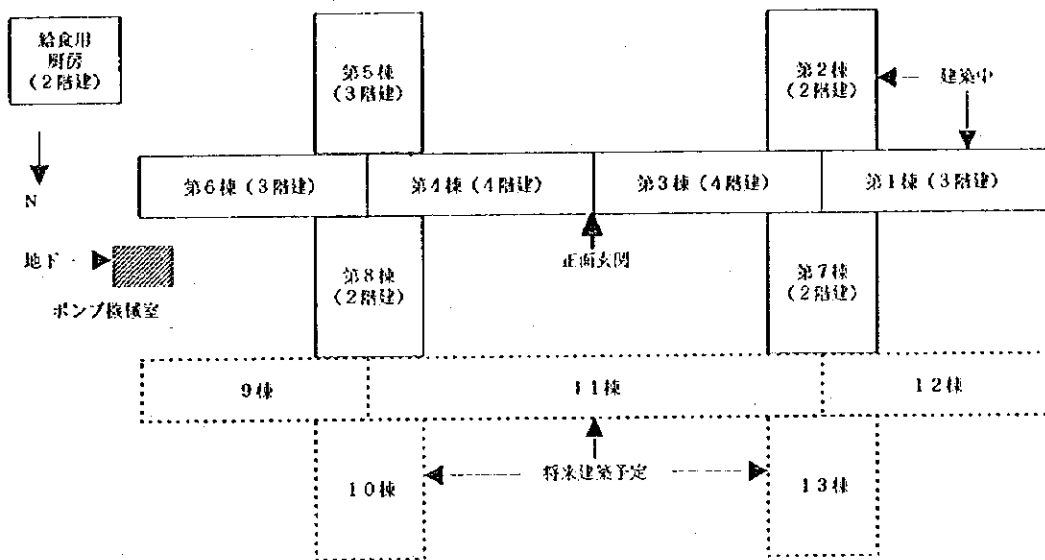 給食用
厨房
(2階建)
第5棟
(3階建)
第2棟
(2階建)
建築中
N
第6棟(3階建)
第4棟(4階建)
第3棟(4階建)
第1棟(3階建)
地下
ポンプ機械室
第8棟
(2階建)
正面玄関
第7棟
(2階建)
9棟
11棟
12棟
10棟
将来建築予定
13棟